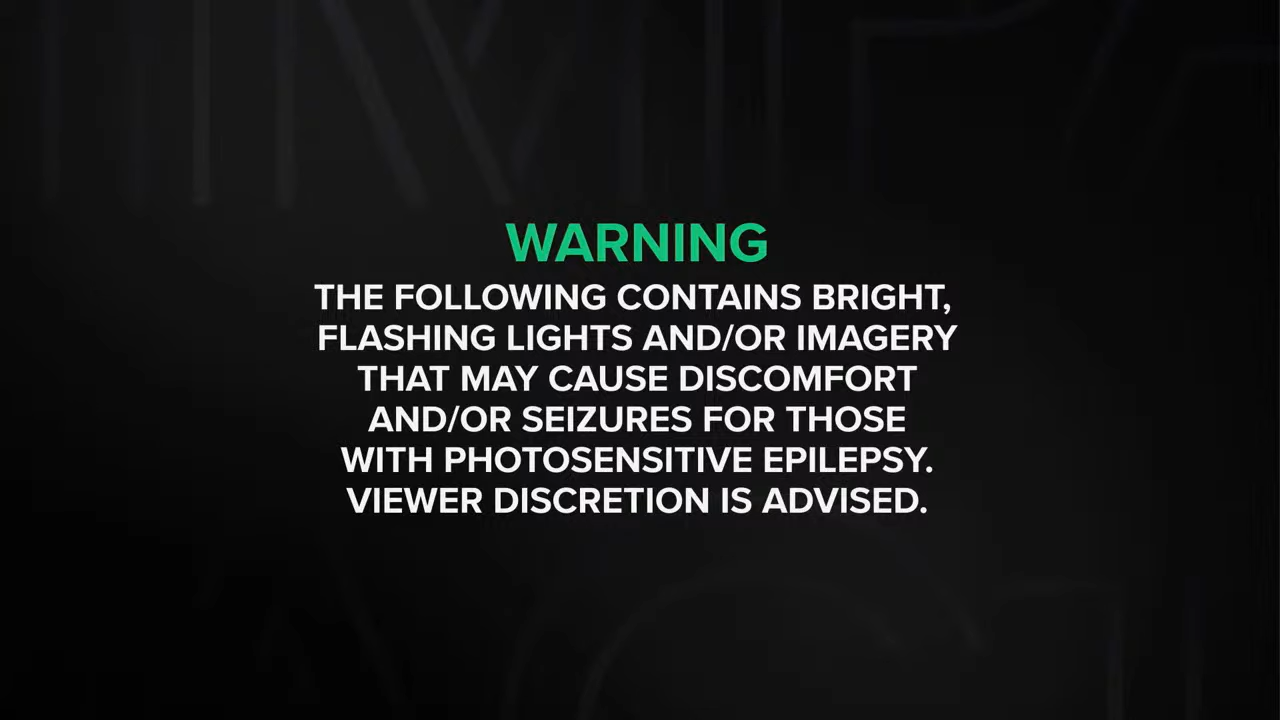 WARNING
THE FOLLOWING CONTAINS BRIGHT,
FLASHING LIGHTS AND/OR IMAGERY
THAT MAY CAUSE DISCOMFORT
AND/OR SEIZURES FOR THOSE
WITH PHOTOSENSITIVE EPILEPSY.
VIEWER DISCRETION IS ADVISED.